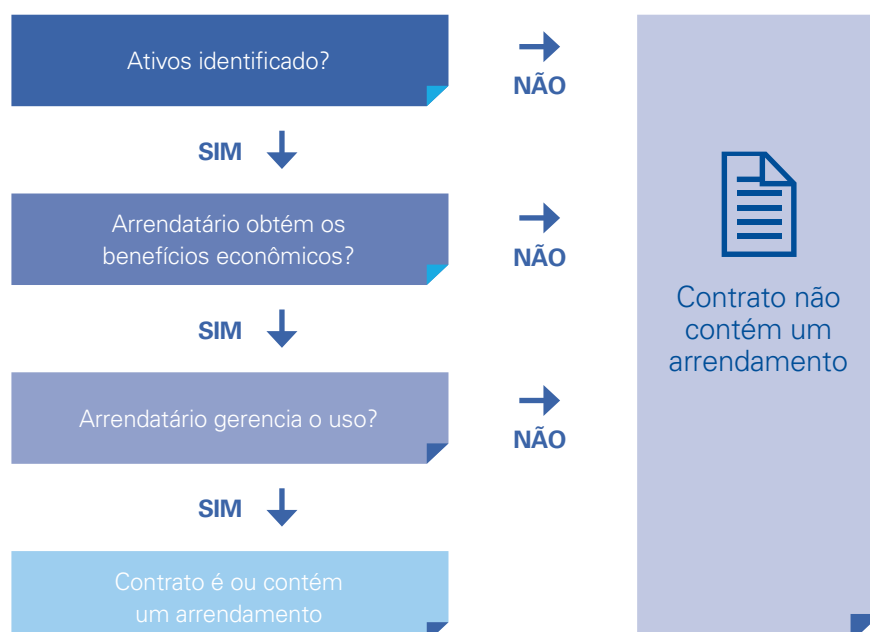 Ativos identificado?
NÃO
SIM
Arrendatário obtém os
benefícios econômicos?
NÃO
SIM
Arrendatário gerencia o uso?
NÃO
SIM
Contrato é ou contém
um arrendamento
Contrato não
contém um
arrendamento